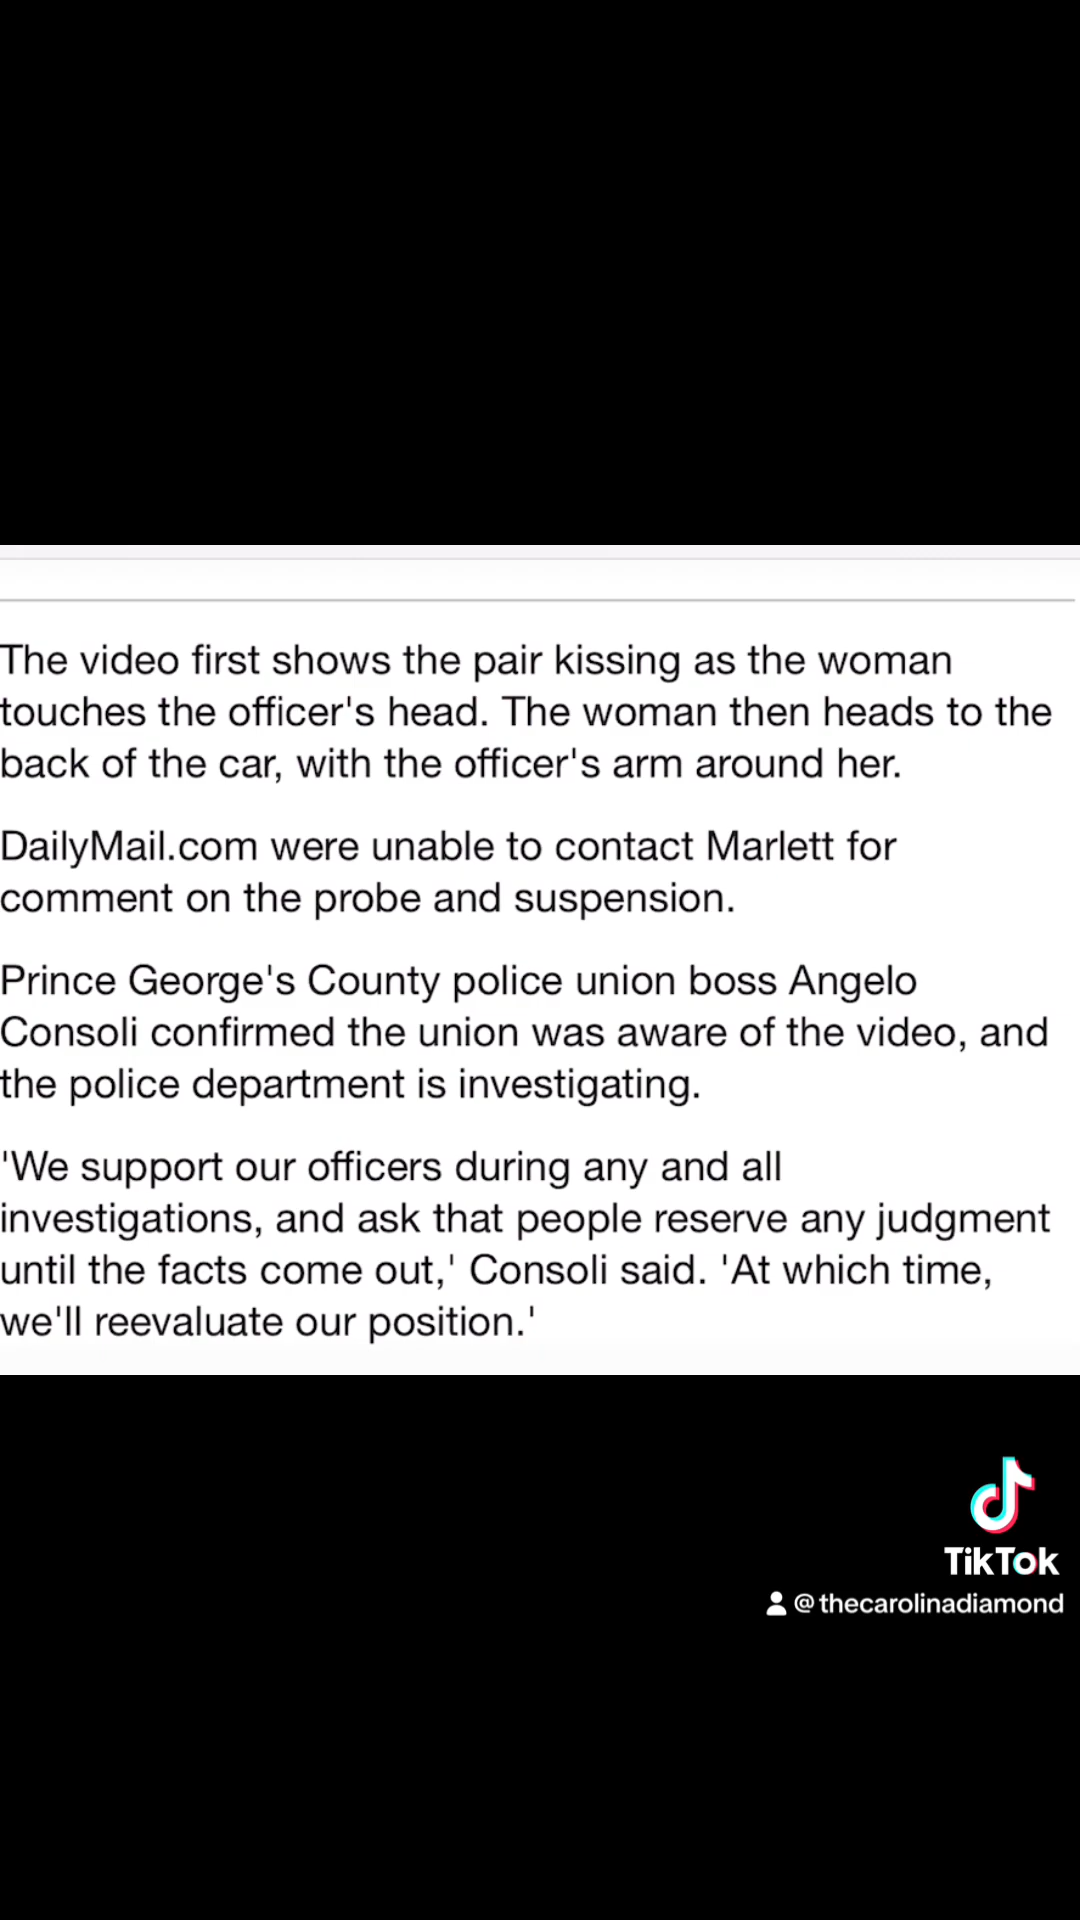 The video first shows the pair kissing as the woman
touches the officer's head. The woman then heads to the
back of the car, with the officer's arm around her.
DailyMail.com were unable to contact Marlett for
comment on the probe and suspension.
Prince George's County police union boss Angelo
Consoli confirmed the union was aware of the video, and
the police department is investigating.
'We support our officers during any and all
investigations, and ask that people reserve any judgment
until the facts come out,' Consoli said. 'At which time,
we'll reevaluate our position.'
TikTok
@thecarolinadiamond